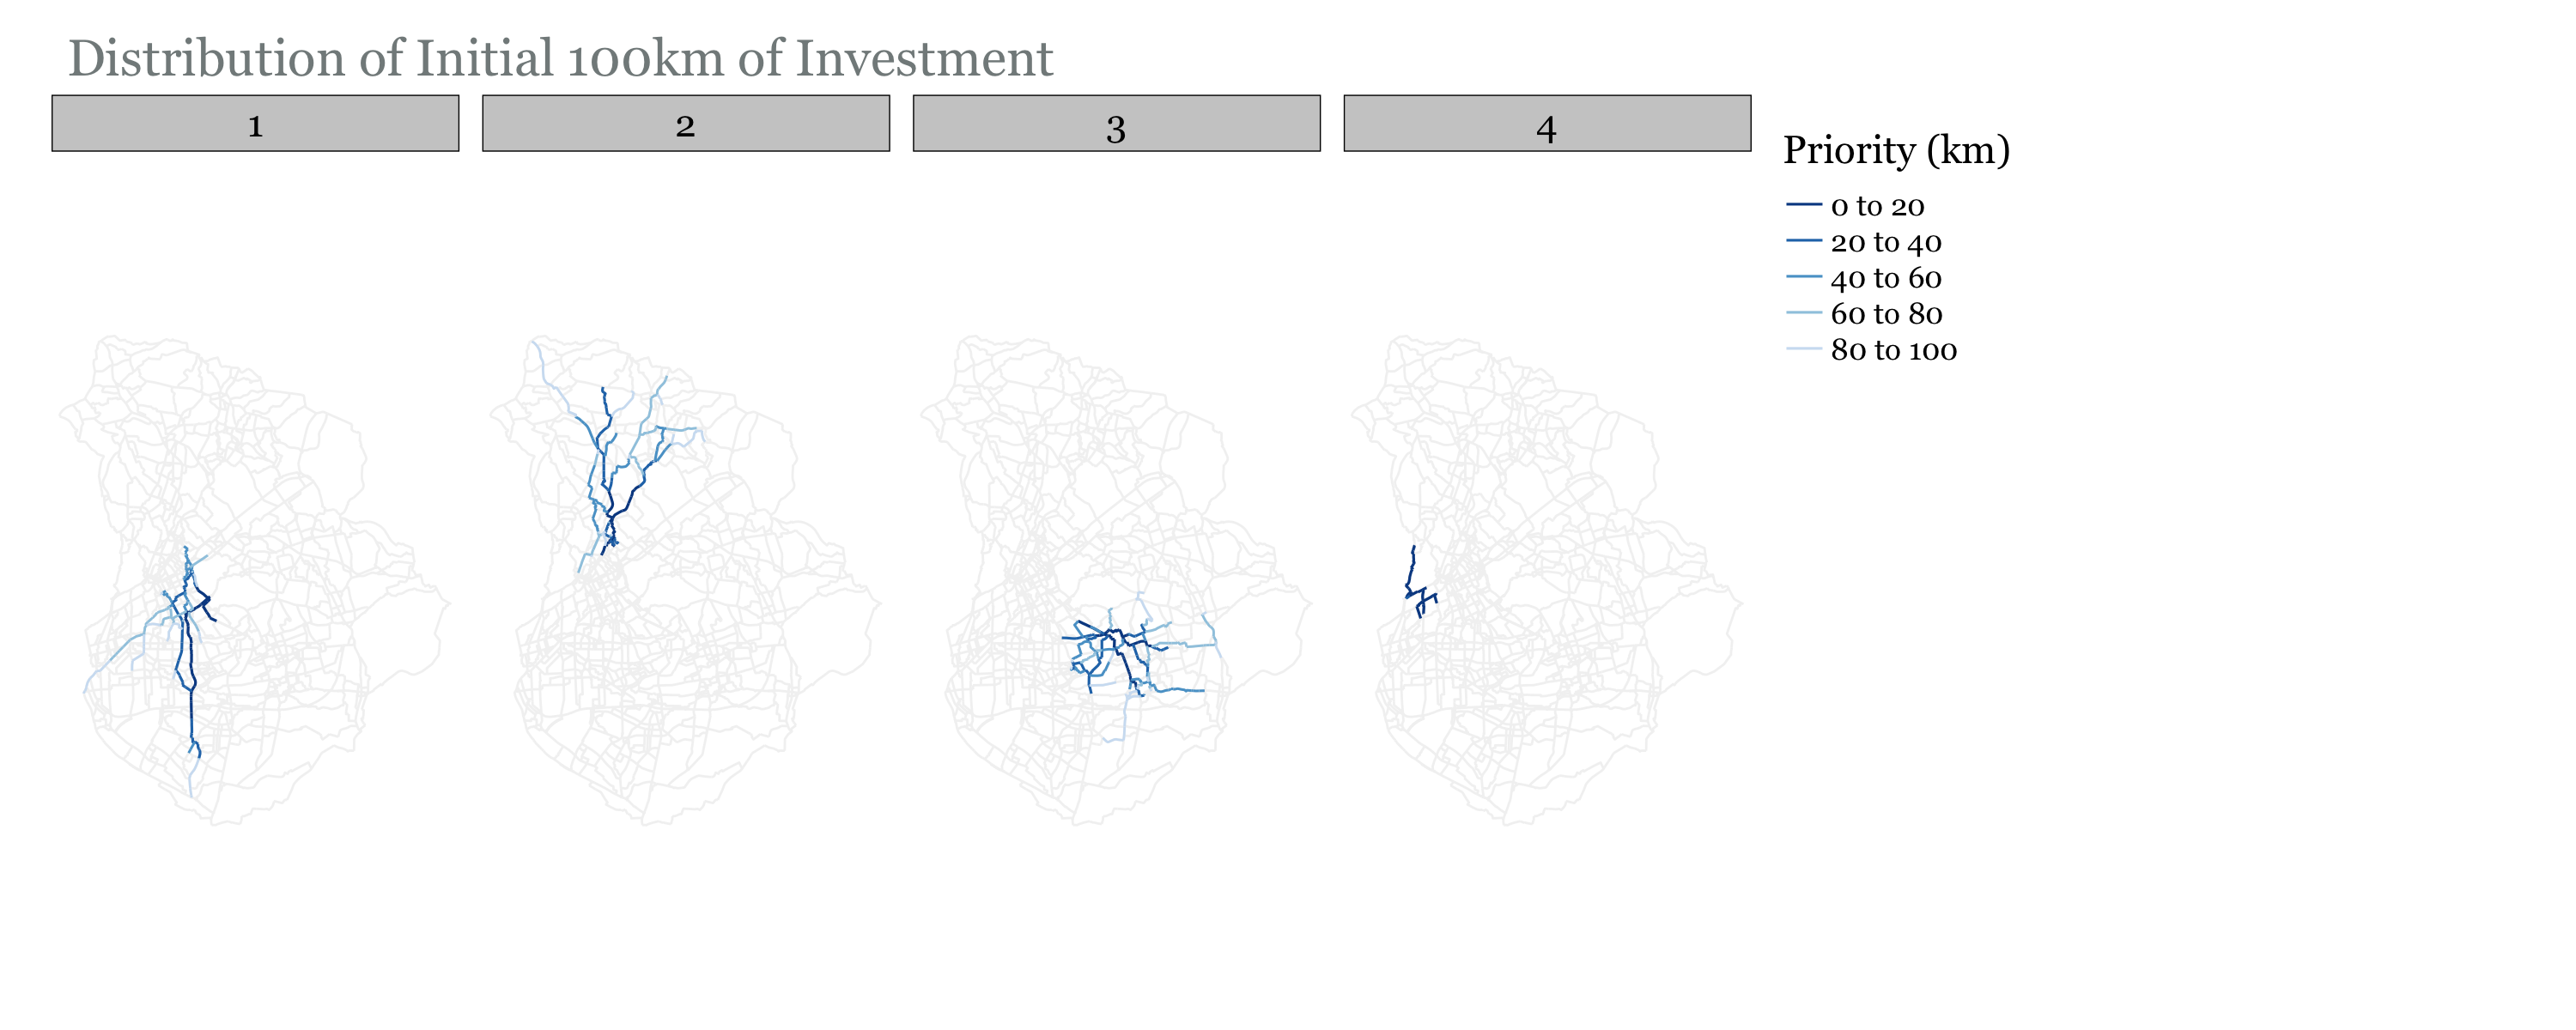 Distribution of Initial 100km of Investment
1
2
3
4
Priority (km)
0 to 20
20 to 40
40 to 60
60 to 80
80 to 100